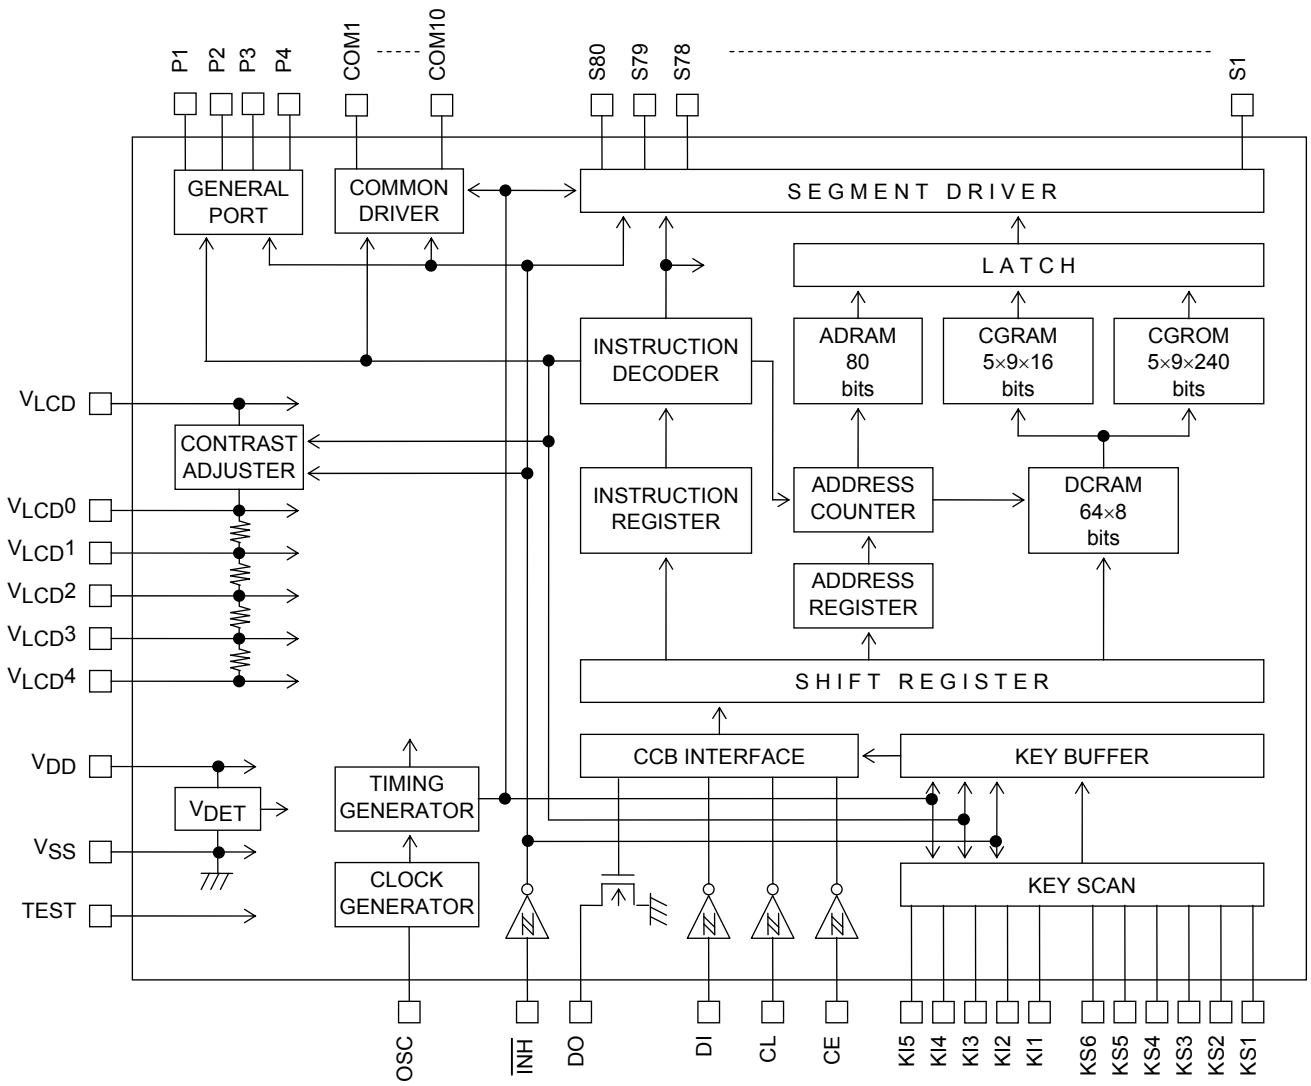 P1
P2
P3
P4
COM1
COM10
S80
S79
S78
S1
GENERAL
PORT
COMMON
DRIVER
SEGMENT DRIVER
LATCH
INSTRUCTION
DECODER
ADRAM
80
bits
CGRAM
5×9×16
bits
CGROM
5×9×240
bits
VLCD
CONTRAST
ADJUSTER
INSTRUCTION
REGISTER
ADDRESS
COUNTER
DCRAM
64×8
bits
VLCD0
VLCD1
VLCD2
VLCD3
VLCD4
ADDRESS
REGISTER
SHIFT REGISTER
CCB INTERFACE
KEY BUFFER
VDD
VDET
VSS
TEST
TIMING
GENERATOR
CLOCK
GENERATOR
KEY SCAN
OSC
INH
DO
DI
CL
CE
KI5
KI4
KI3
KI2
KI1
KS6
KS5
KS4
KS3
KS2
KS1